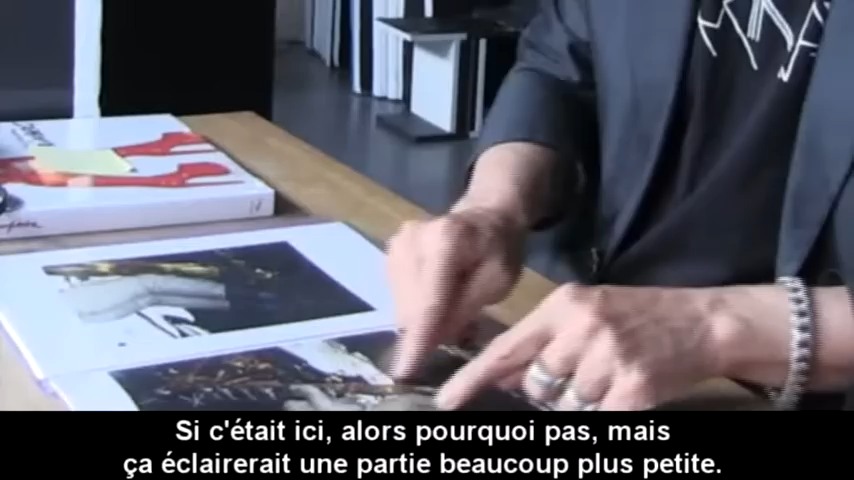 Si c'était ici, alors pourquoi pas, mais
ça éclairerait une partie beaucoup plus petite.